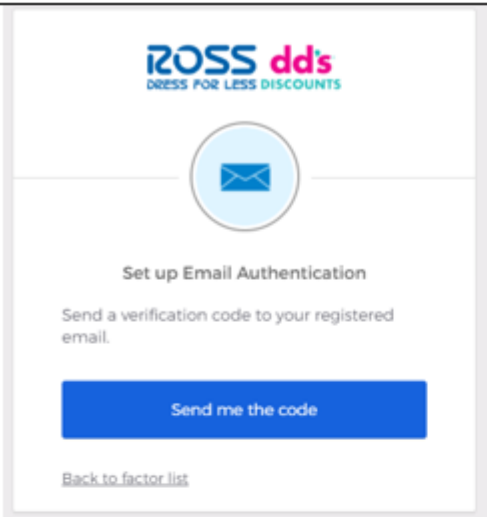 ROSS dd's
DRESS FOR LESS DISCOUNTS
Set up Email Authentication
Send a verification code to your registered
email.
Send me the code
Back to factor list